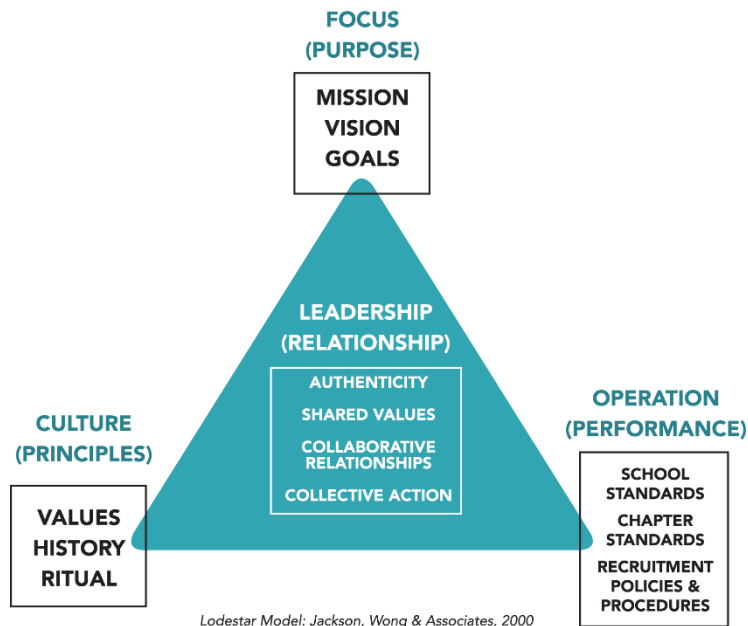 FOCUS
(PURPOSE)
MISSION
VISION
GOALS
LEADERSHIP
(RELATIONSHIP)
AUTHENTICITY
SHARED VALUES
COLLABORATIVE
RELATIONSHIPS
COLLECTIVE ACTION
CULTURE
(PRINCIPLES)
VALUES
HISTORY
RITUAL
OPERATION
(PERFORMANCE)
SCHOOL
STANDARDS
CHAPTER
STANDARDS
RECRUITMENT
POLICIES &
PROCEDURES
Lodestar Model: Jackson, Wong & Associates, 2000